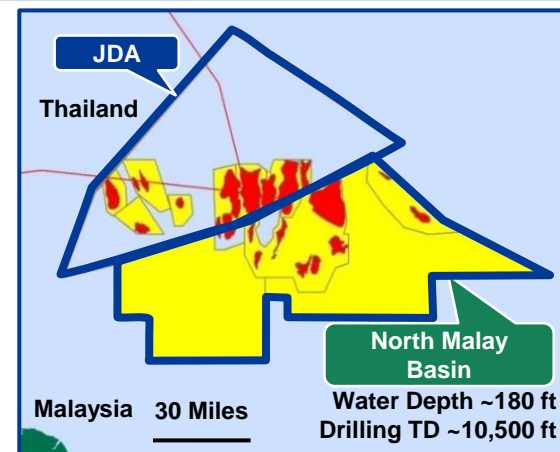 JDA
Thailand
North Malay
Basin
Malaysia 30 Miles
Water Depth ~180 ft
Drilling TD ~10,500 ft